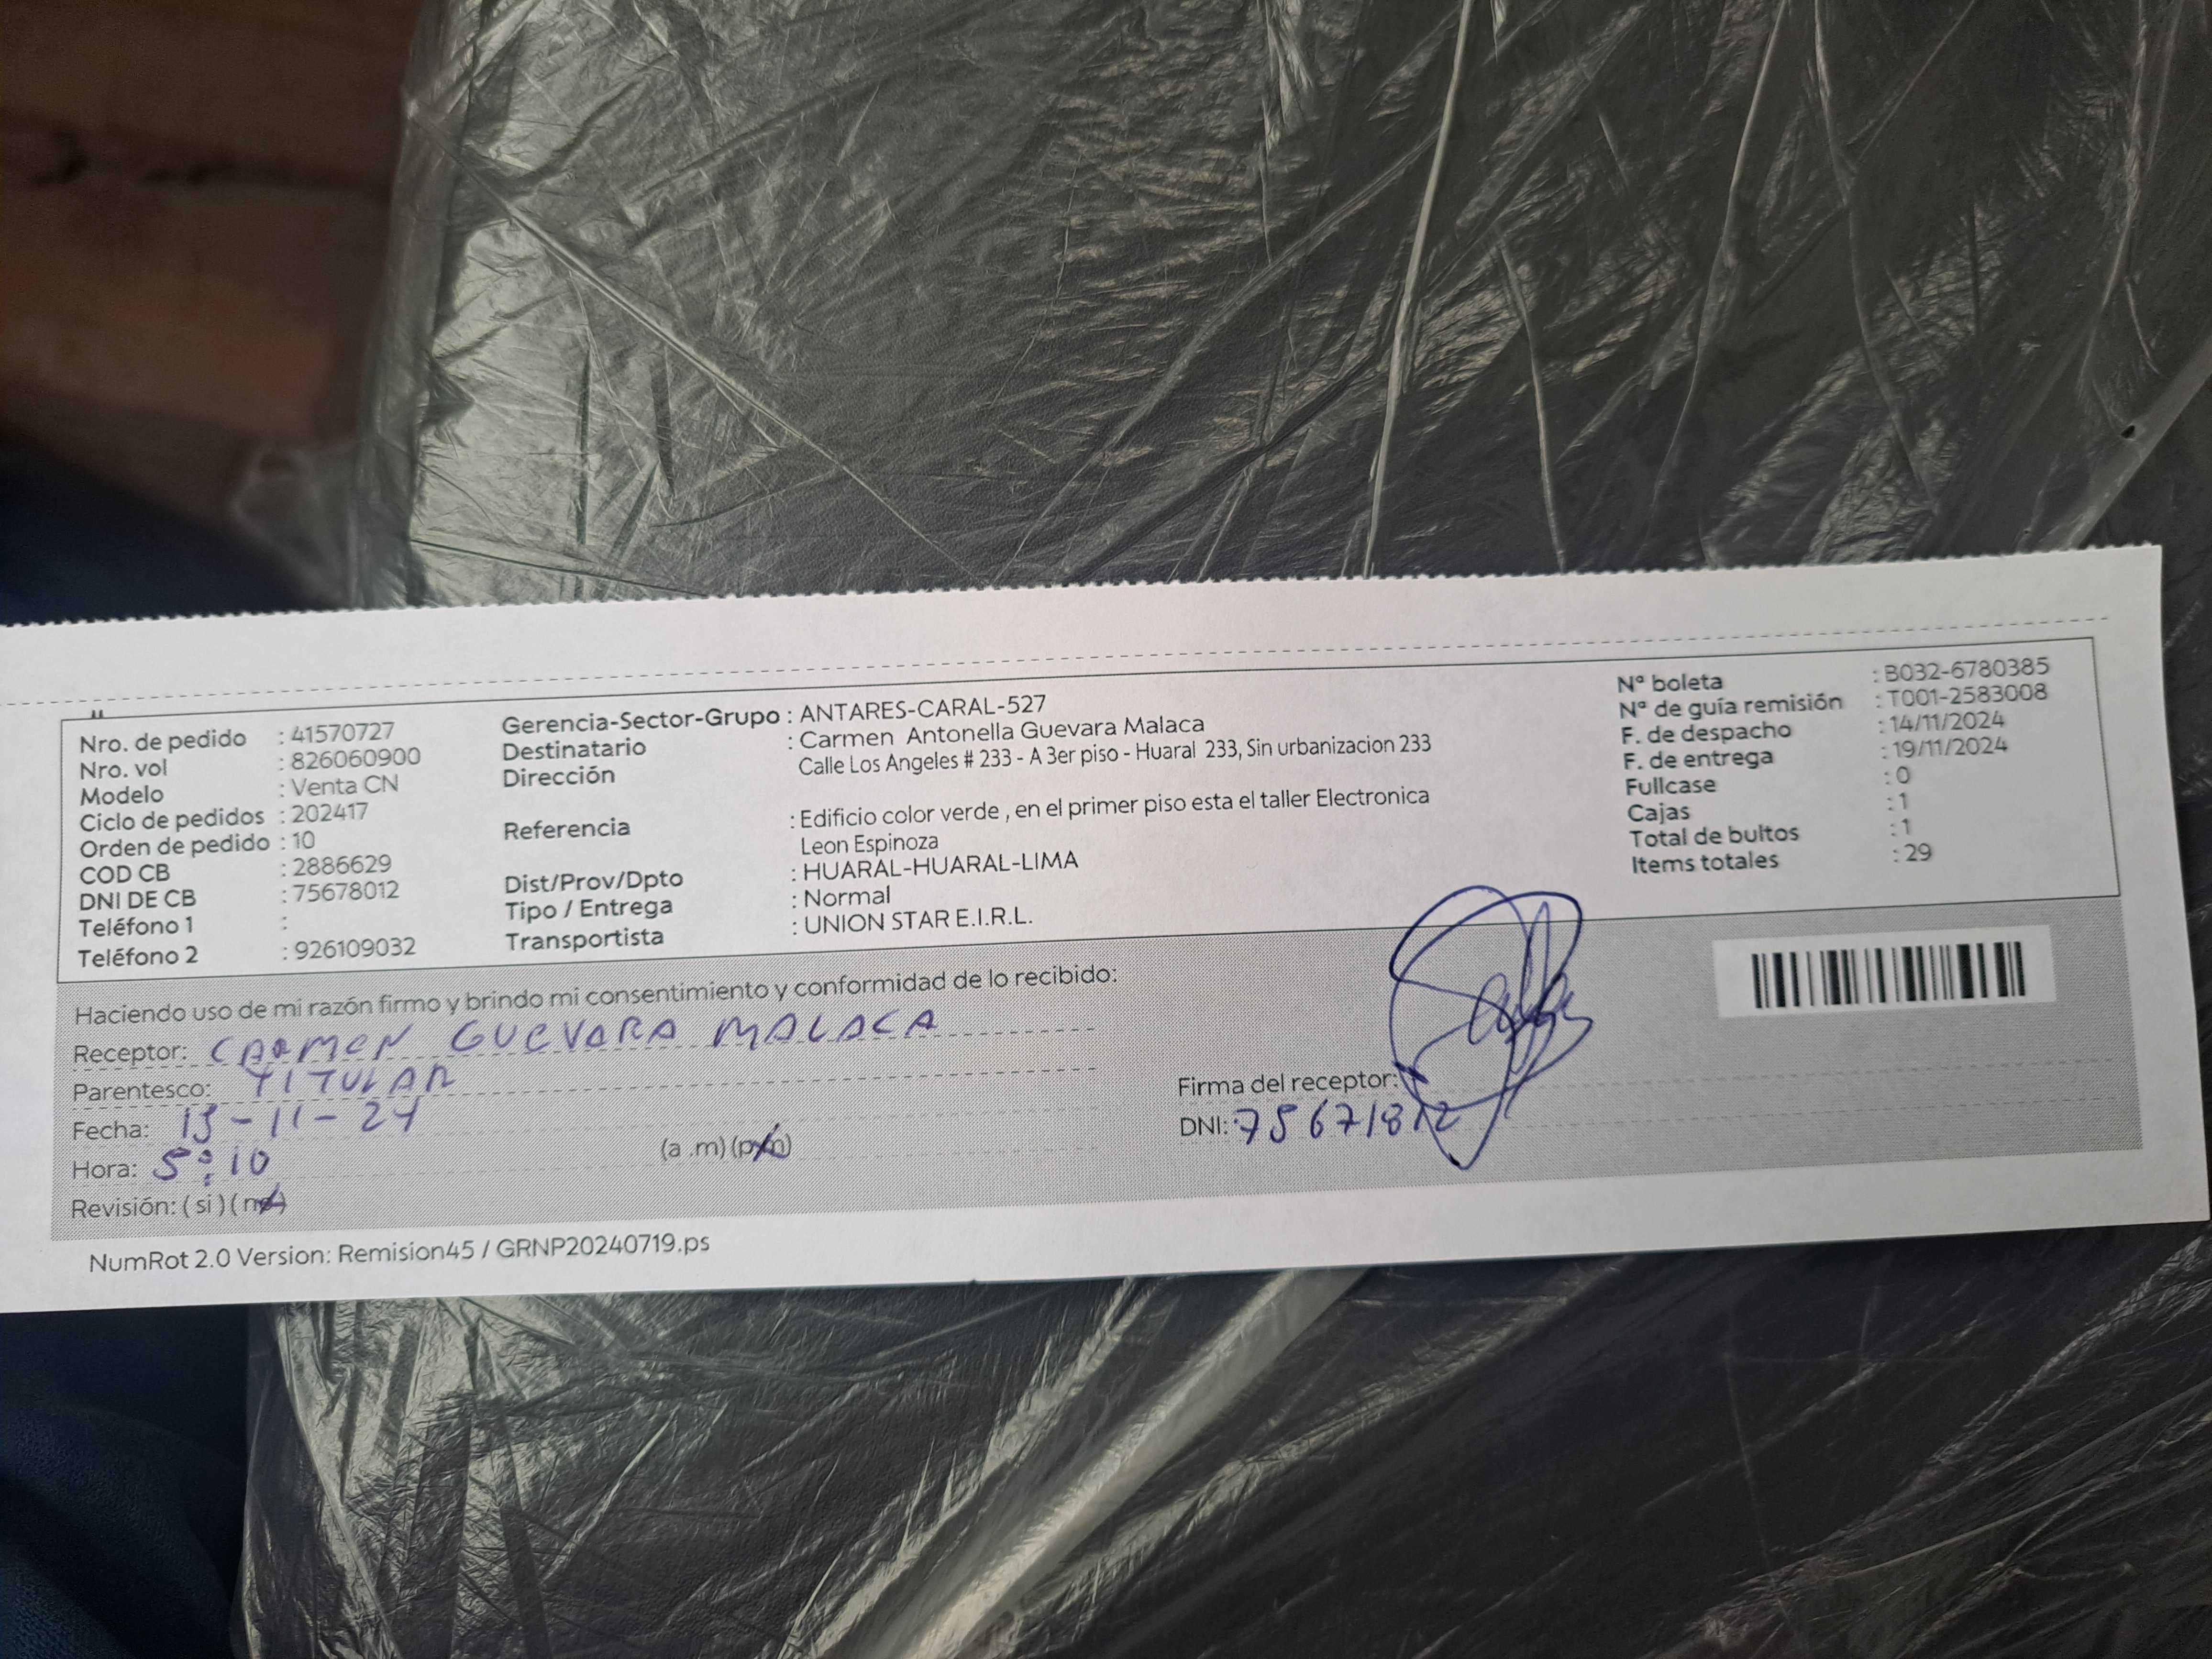 Nro. de pedido : 41570727
Nro. vol : 826060900
Modelo : Venta CN
Ciclo de pedidos : 202417
Orden de pedido : 10
COD CB : 2886629
DNI DE CB : 75678012
Teléfono 1 :
Teléfono 2 : 926109032
Gerencia-Sector-Grupo : ANTARES-CARAL-527
Destinatario : Carmen Antonella Guevara Malaca
Dirección Calle Los Angeles # 233 - A 3er piso - Huaral 233, Sin urbanizacion 233
Referencia : Edificio color verde , en el primer piso esta el taller Electronica
Leon Espinoza
Dist/Prov/Dpto : HUARAL-HUARAL-LIMA
Tipo / Entrega : Normal
Transportista : UNION STAR E.I.R.L.
Nª boleta : B032-6780385
Nª de guía remisión : T001-2583008
F. de despacho : 14/11/2024
F. de entrega : 19/11/2024
Fullcase : 0
Cajas : 1
Total de bultos : 1
Items totales : 29
Haciendo uso de mi razón firmo y brindo mi consentimiento y conformidad de lo recibido:
Receptor: CARMEN GUEVARA MALACA
Parentesco: TITULAR
Fecha:
Hora: 5:10 (a .m) (p.m)
Revisión: ( si ) ( no )
Firma del receptor:
DNI:
NumRot 2.0 Version: Remision45 / GRNP20240719.ps